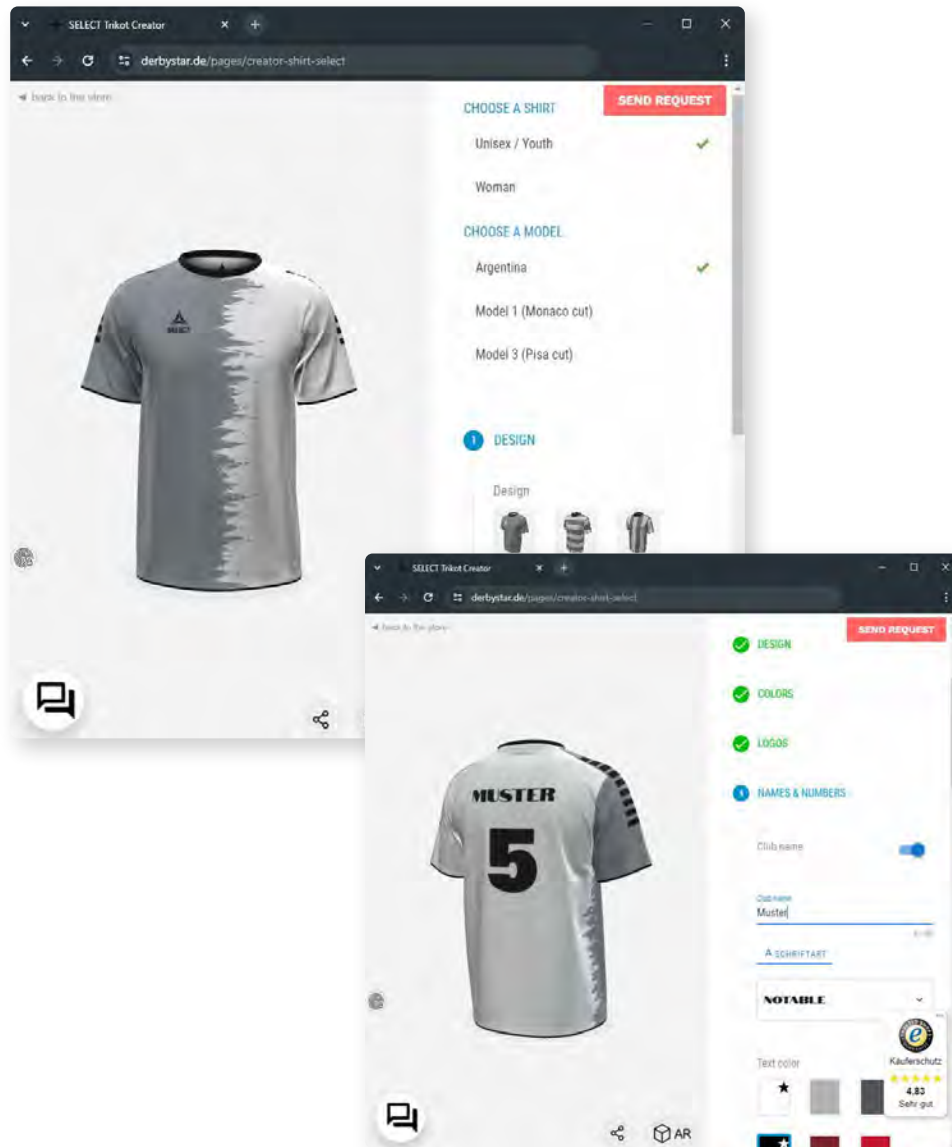 SELECT Trikot Creator
derbystar.de/pages/creator-shirt-select
◄ back to the store
SEND REQUEST
CHOOSE A SHIRT
Unisex / Youth
Woman
CHOOSE A MODEL
Argentina
Model 1 (Monaco cut)
Model 3 (Pisa cut)
1 DESIGN
Design
SELECT
SELECT Trikot Creator
derbystar.de/pages/creator-shirt-select
◄ back to the store
SEND REQUEST
DESIGN
COLORS
LOGOS
NAMES & NUMBERS
Club name
Club name
Muster
A SCHRIFTART
NOTABLE
Text color
MUSTER
5
e
Käuferschutz
4,83
Sehr gut
AR